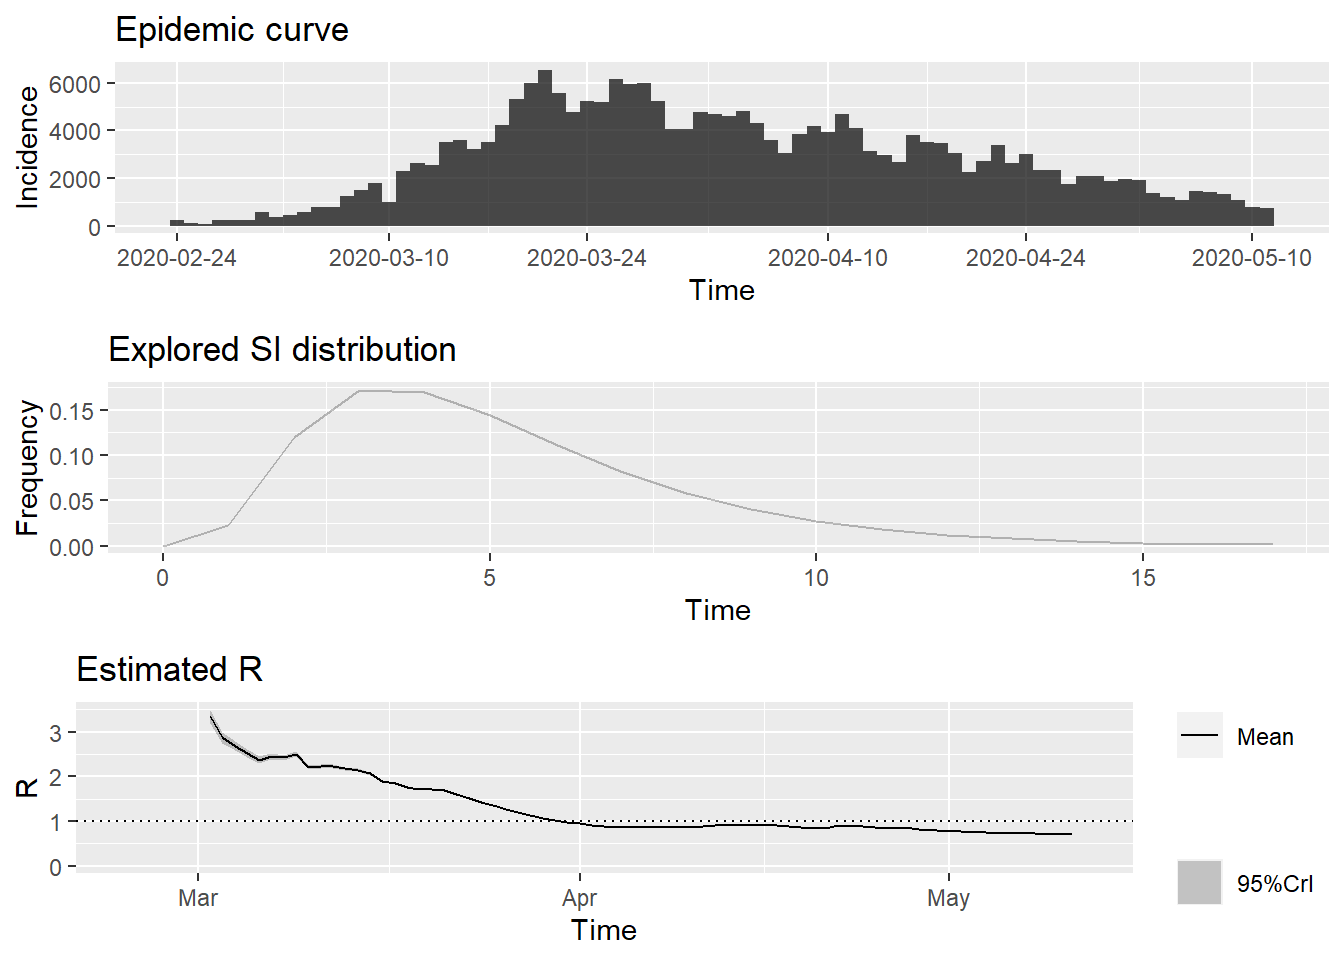 Epidemic curve
Incidence
6000
4000
2000
0
2020-02-24 2020-03-10 2020-03-24 2020-04-10 2020-04-24 2020-05-10
Time
Explored SI distribution
Frequency
0.15
0.10
0.05
0.00
0 5 10 15
Time
Estimated R
R
3
2
1
0
Mar Apr May
Time
Mean
95%CrI